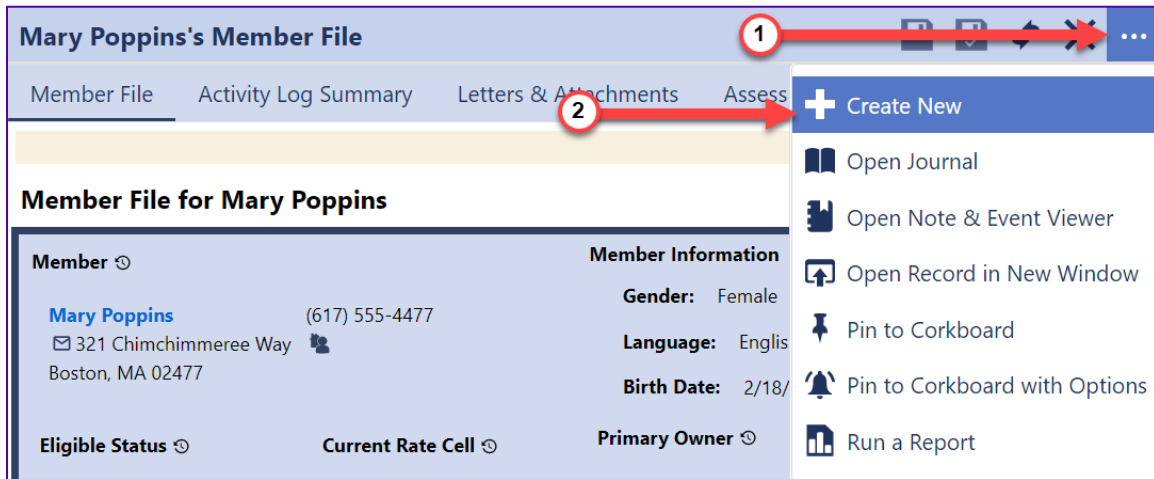 Mary Poppins's Member File
1
...
Member File Activity Log Summary Letters & Attachments Assess
2
Create New
Open Journal
Open Note & Event Viewer
Open Record in New Window
Pin to Corkboard
Pin to Corkboard with Options
Run a Report
Member File for Mary Poppins
Member
Mary Poppins (617) 555-4477
321 Chimchimmeree Way
Boston, MA 02477
Member Information
Gender: Female
Language: Englis
Birth Date: 2/18/
Eligible Status Current Rate Cell Primary Owner